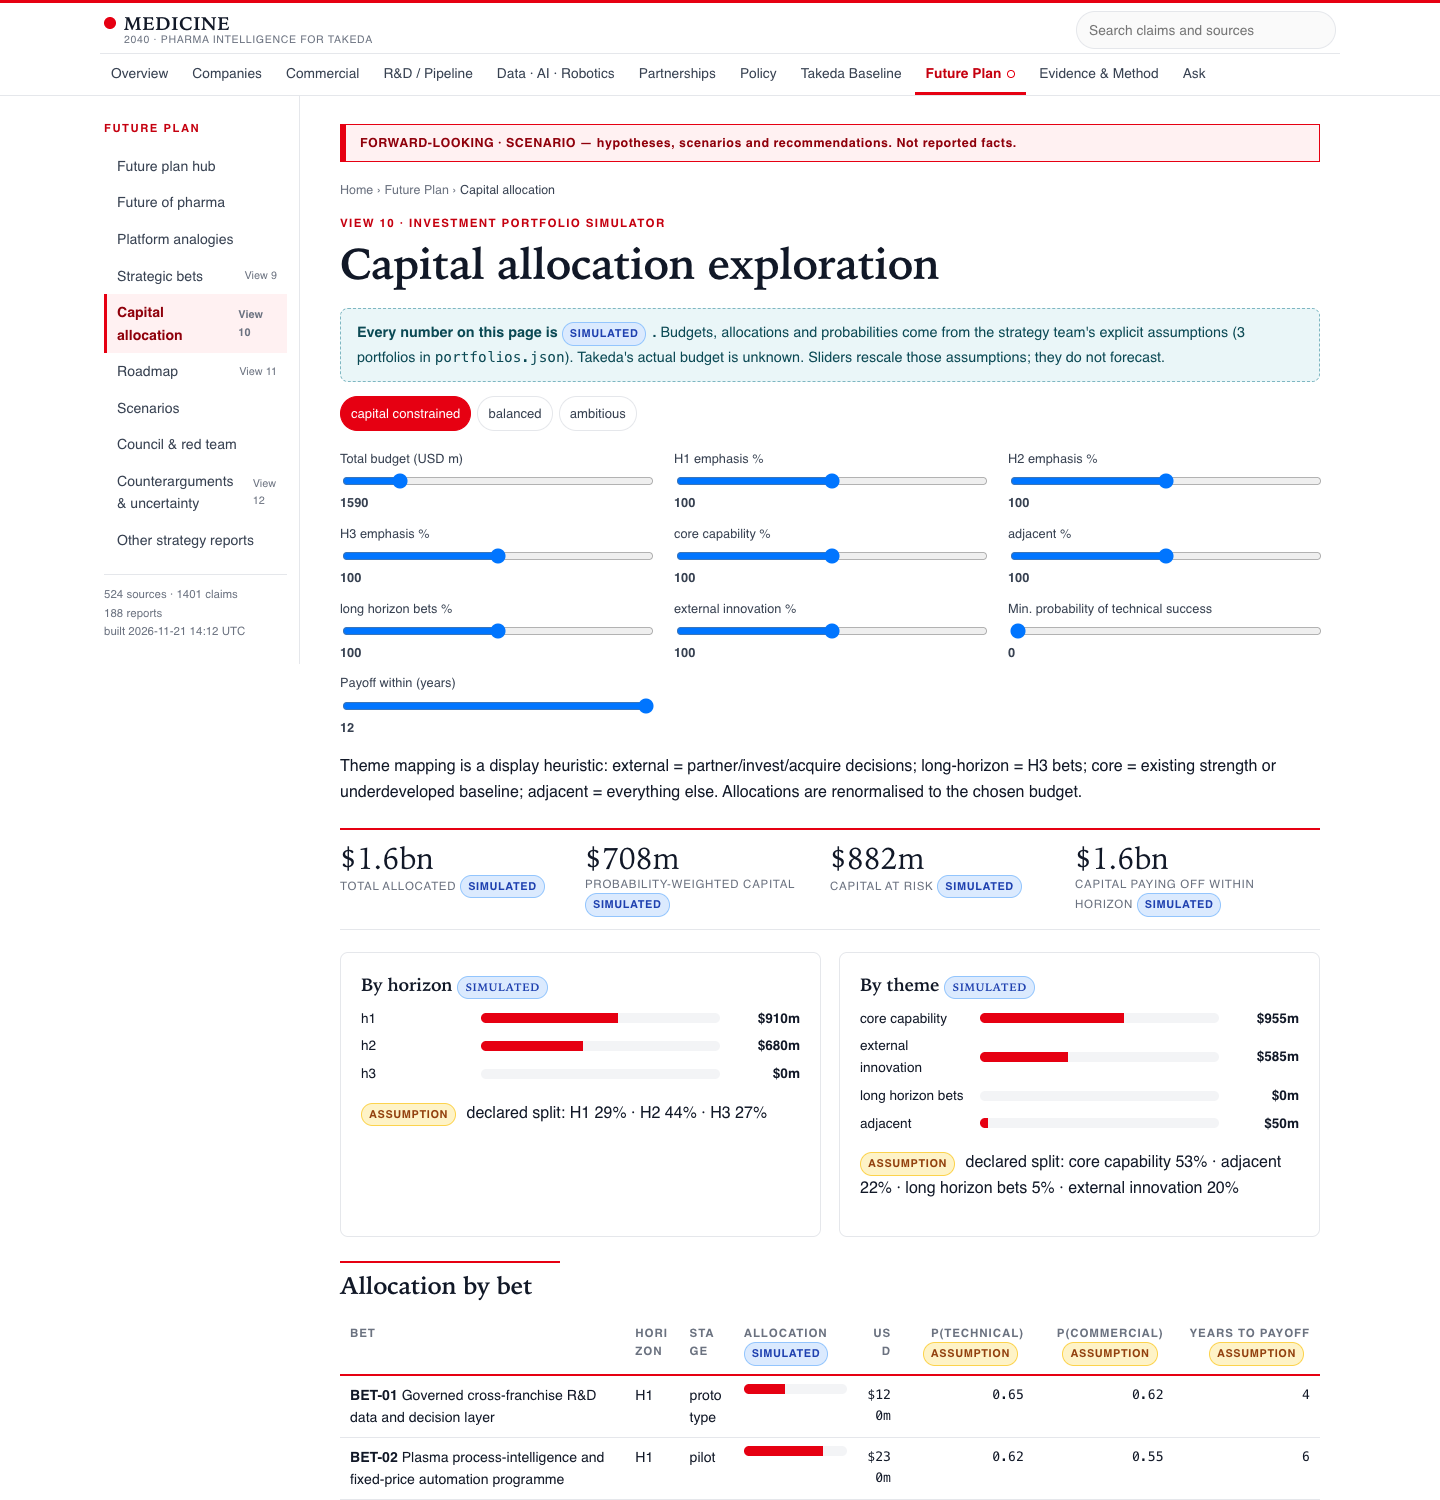 MEDICINE
2040 · PHARMA INTELLIGENCE FOR TAKEDA
Search claims and sources
Overview Companies Commercial R&D / Pipeline Data · AI · Robotics Partnerships Policy Takeda Baseline Future Plan Evidence & Method Ask
FUTURE PLAN
Future plan hub
Future of pharma
Platform analogies
Strategic bets View 9
Capital allocation View 10
Roadmap View 11
Scenarios
Council & red team
Counterarguments & uncertainty View 12
Other strategy reports
524 sources · 1401 claims
188 reports
built 2026-11-21 14:12 UTC
FORWARD-LOOKING · SCENARIO — hypotheses, scenarios and recommendations. Not reported facts.
Home › Future Plan › Capital allocation
VIEW 10 · INVESTMENT PORTFOLIO SIMULATOR
Capital allocation exploration
Every number on this page is SIMULATED . Budgets, allocations and probabilities come from the strategy team's explicit assumptions (3
portfolios in portfolios.json). Takeda's actual budget is unknown. Sliders rescale those assumptions; they do not forecast.
capital constrained balanced ambitious
Total budget (USD m) H1 emphasis % H2 emphasis %
1590 100 100
H3 emphasis % core capability % adjacent %
100 100 100
long horizon bets % external innovation % Min. probability of technical success
100 100 0
Payoff within (years)
12
Theme mapping is a display heuristic: external = partner/invest/acquire decisions; long-horizon = H3 bets; core = existing strength or
underdeveloped baseline; adjacent = everything else. Allocations are renormalised to the chosen budget.
$1.6bn $708m $882m $1.6bn
TOTAL ALLOCATED SIMULATED PROBABILITY-WEIGHTED CAPITAL SIMULATED CAPITAL AT RISK SIMULATED CAPITAL PAYING OFF WITHIN HORIZON SIMULATED
By horizon SIMULATED
h1 $910m
h2 $680m
h3 $0m
ASSUMPTION declared split: H1 29% · H2 44% · H3 27%
By theme SIMULATED
core capability $955m
external innovation $585m
long horizon bets $0m
adjacent $50m
ASSUMPTION declared split: core capability 53% · adjacent
22% · long horizon bets 5% · external innovation 20%
Allocation by bet
BET HORIZON STAGE ALLOCATION SIMULATED USD P(TECHNICAL) ASSUMPTION P(COMMERCIAL) ASSUMPTION YEARS TO PAYOFF ASSUMPTION
BET-01 Governed cross-franchise R&D data and decision layer H1 prototype $120m 0.65 0.62 4
BET-02 Plasma process-intelligence and fixed-price automation programme H1 pilot $230m 0.62 0.55 6